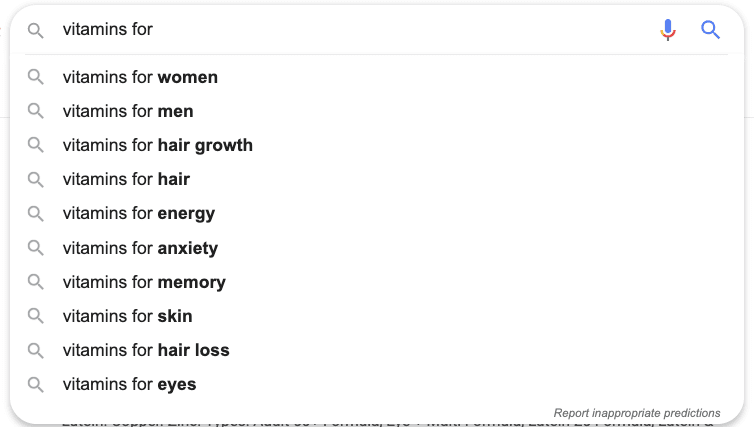 vitamins for
vitamins for women
vitamins for men
vitamins for hair growth
vitamins for hair
vitamins for energy
vitamins for anxiety
vitamins for memory
vitamins for skin
vitamins for hair loss
vitamins for eyes
Report inappropriate predictions